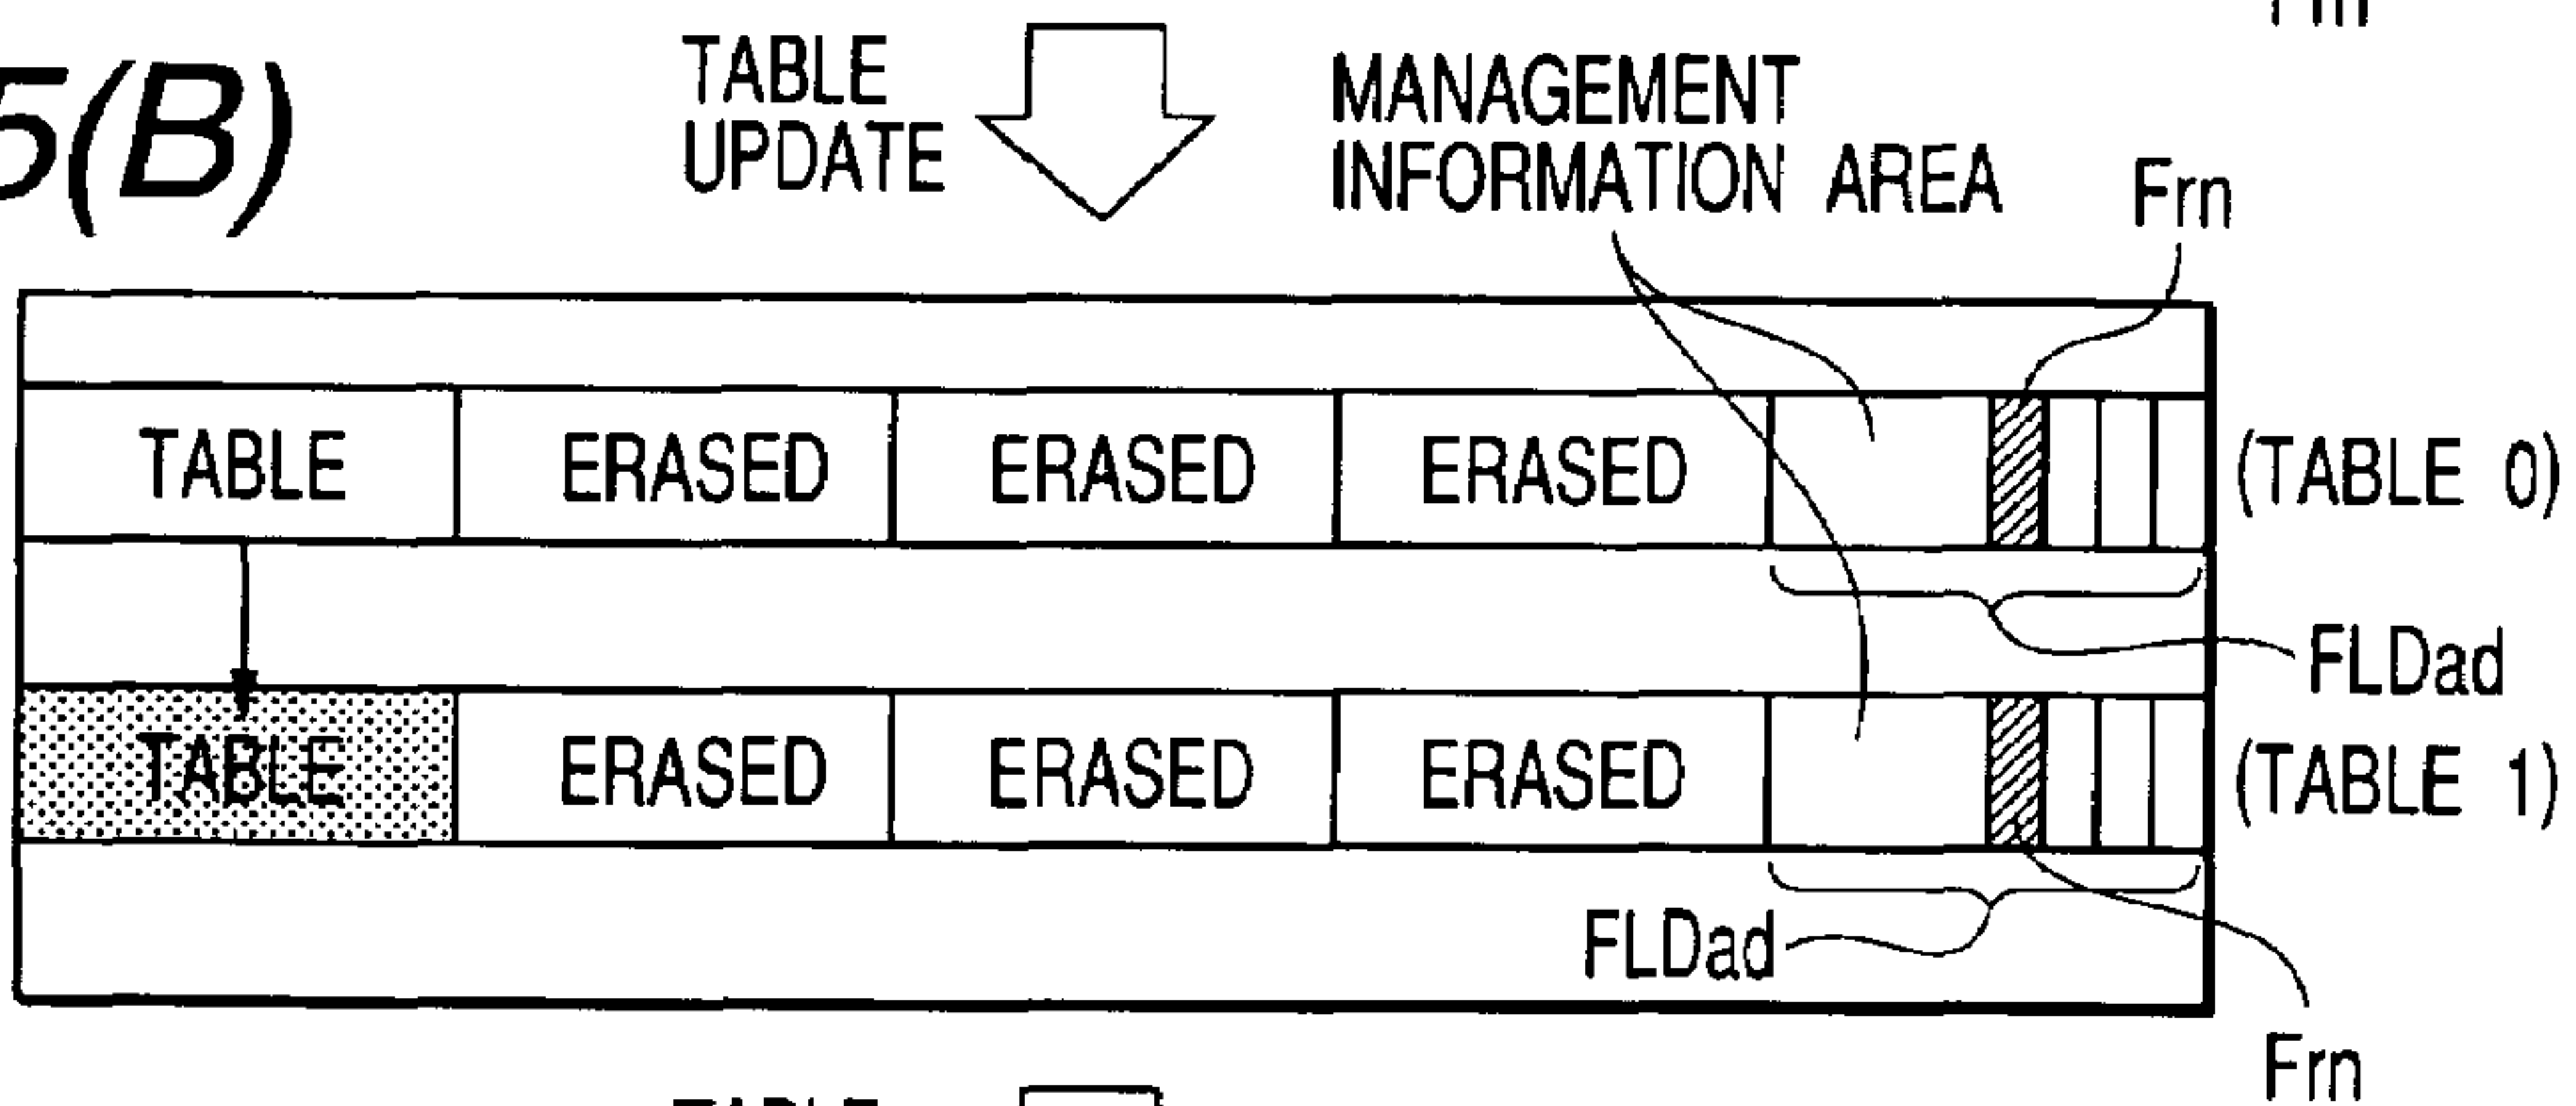 5(B)
TABLE
UPDATE
MANAGEMENT
INFORMATION AREA
Frn
TABLE ERASED ERASED ERASED (TABLE 0)
FLDad
TABLE ERASED ERASED ERASED (TABLE 1)
FLDad
Frn